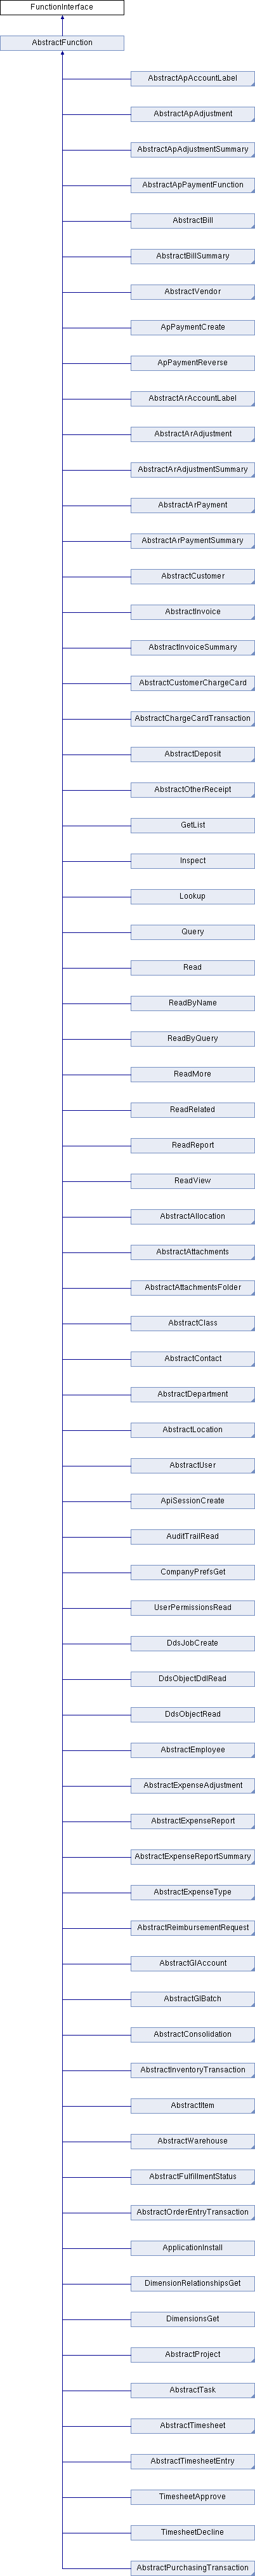 FunctionInterface
AbstractFunction
AbstractApAccountLabel
AbstractApAdjustment
AbstractApAdjustmentSummary
AbstractApPaymentFunction
AbstractBill
AbstractBillSummary
AbstractVendor
ApPaymentCreate
ApPaymentReverse
AbstractArAccountLabel
AbstractArAdjustment
AbstractArAdjustmentSummary
AbstractArPayment
AbstractArPaymentSummary
AbstractCustomer
AbstractInvoice
AbstractInvoiceSummary
AbstractCustomerChargeCard
AbstractChargeCardTransaction
AbstractDeposit
AbstractOtherReceipt
GetList
Inspect
Lookup
Query
Read
ReadByName
ReadByQuery
ReadMore
ReadRelated
ReadReport
ReadView
AbstractAllocation
AbstractAttachments
AbstractAttachmentsFolder
AbstractClass
AbstractContact
AbstractDepartment
AbstractLocation
AbstractUser
ApiSessionCreate
AuditTrailRead
CompanyPrefsGet
UserPermissionsRead
DdsJobCreate
DdsObjectDdlRead
DdsObjectRead
AbstractEmployee
AbstractExpenseAdjustment
AbstractExpenseReport
AbstractExpenseReportSummary
AbstractExpenseType
AbstractReimbursementRequest
AbstractGlAccount
AbstractGlBatch
AbstractConsolidation
AbstractInventoryTransaction
AbstractItem
AbstractWarehouse
AbstractFulfillmentStatus
AbstractOrderEntryTransaction
ApplicationInstall
DimensionRelationshipsGet
DimensionsGet
AbstractProject
AbstractTask
AbstractTimesheet
AbstractTimesheetEntry
TimesheetApprove
TimesheetDecline
AbstractPurchasingTransaction